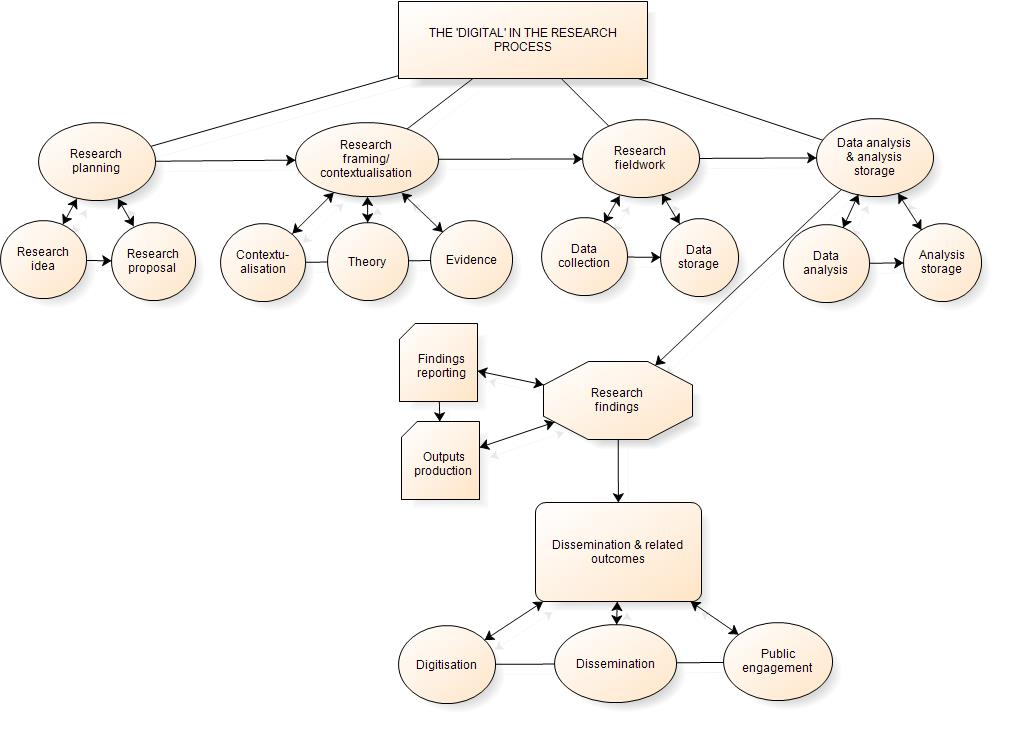 THE 'DIGITAL' IN THE RESEARCH
PROCESS
Research
planning
Research
framing/
contextualisation
Research
fieldwork
Data analysis
& analysis
storage
Research
idea
Research
proposal
Contextu-
alisation
Theory
Evidence
Data
collection
Data
storage
Data
analysis
Analysis
storage
Findings
reporting
Research
findings
Outputs
production
Dissemination & related
outcomes
Digitisation
Dissemination
Public
engagement